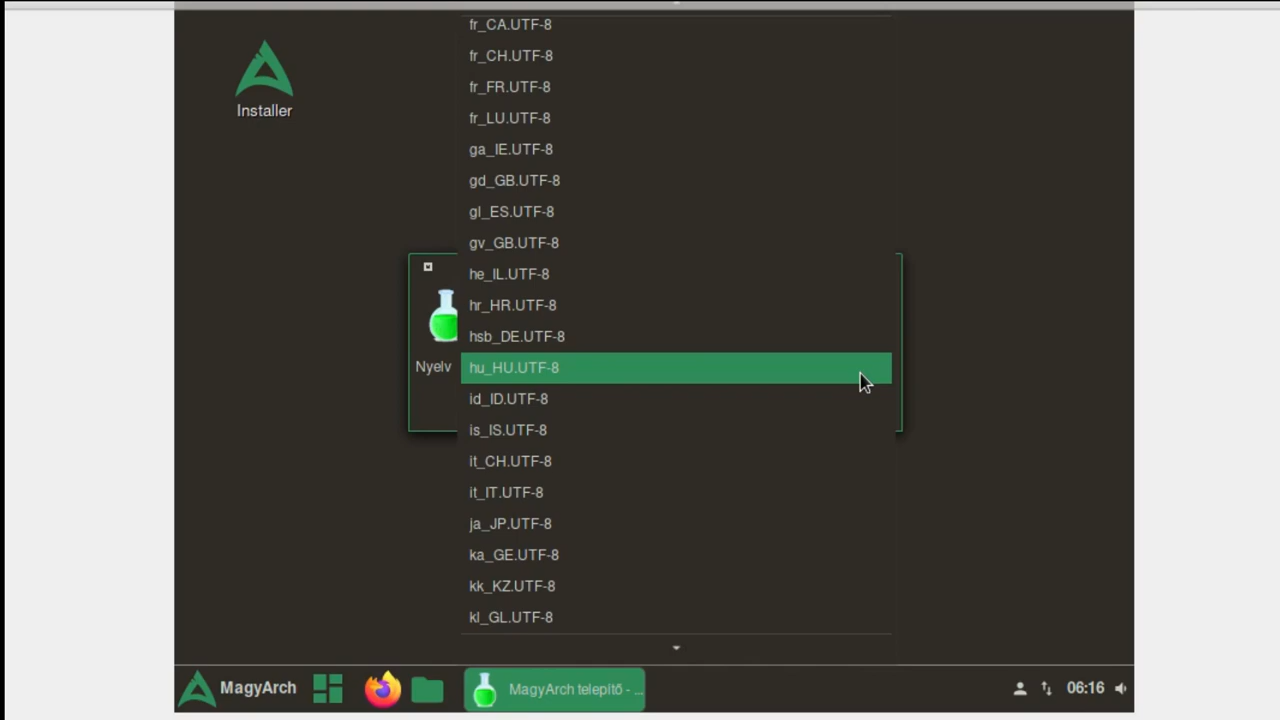 fr_CA.UTF-8
Installer
fr_CH.UTF-8
fr_FR.UTF-8
fr_LU.UTF-8
ga_IE.UTF-8
gd_GB.UTF-8
gl_ES.UTF-8
gv_GB.UTF-8
he_IL.UTF-8
hr_HR.UTF-8
hsb_DE.UTF-8
Nyelv
hu_HU.UTF-8
id_ID.UTF-8
is_IS.UTF-8
it_CH.UTF-8
it_IT.UTF-8
ja_JP.UTF-8
ka_GE.UTF-8
kk_KZ.UTF-8
kl_GL.UTF-8
MagyArch
MagyArch telepítő - ...
06:16